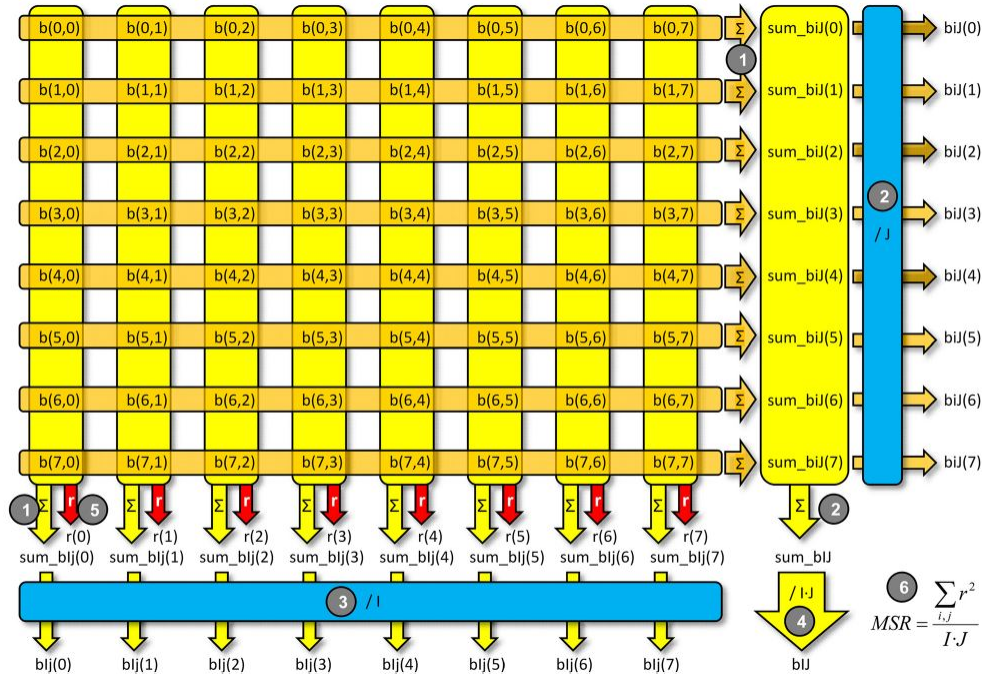 b(0,0) b(0,1) b(0,2) b(0,3) b(0,4) b(0,5) b(0,6) b(0,7) Σ sum_biJ(0) biJ(0)
1
b(1,0) b(1,1) b(1,2) b(1,3) b(1,4) b(1,5) b(1,6) b(1,7) Σ sum_biJ(1) biJ(1)
b(2,0) b(2,1) b(2,2) b(2,3) b(2,4) b(2,5) b(2,6) b(2,7) Σ sum_biJ(2) biJ(2)
2
b(3,0) b(3,1) b(3,2) b(3,3) b(3,4) b(3,5) b(3,6) b(3,7) Σ sum_biJ(3) biJ(3)
/ J
b(4,0) b(4,1) b(4,2) b(4,3) b(4,4) b(4,5) b(4,6) b(4,7) Σ sum_biJ(4) biJ(4)
b(5,0) b(5,1) b(5,2) b(5,3) b(5,4) b(5,5) b(5,6) b(5,7) Σ sum_biJ(5) biJ(5)
b(6,0) b(6,1) b(6,2) b(6,3) b(6,4) b(6,5) b(6,6) b(6,7) Σ sum_biJ(6) biJ(6)
b(7,0) b(7,1) b(7,2) b(7,3) b(7,4) b(7,5) b(7,6) b(7,7) Σ sum_biJ(7) biJ(7)
1 Σ r 5 Σ r Σ r Σ r Σ r Σ r Σ r Σ r Σ 2
r(0) r(1) r(2) r(3) r(4) r(5) r(6) r(7)
sum_bIj(0) sum_bIj(1) sum_bIj(2) sum_bIj(3) sum_bIj(4) sum_bIj(5) sum_bIj(6) sum_bIj(7) sum_bIJ
3 / I / I·J 6
4 MSR = ∑ r² i,j / I·J
bIj(0) bIj(1) bIj(2) bIj(3) bIj(4) bIj(5) bIj(6) bIj(7) bIJ